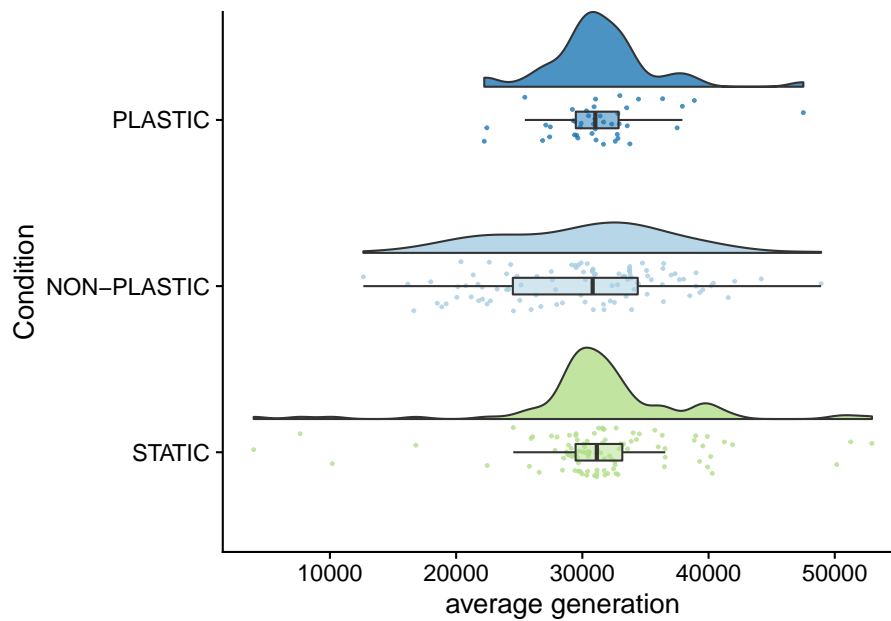 PLASTIC
NON−PLASTIC
STATIC
Condition
10000 20000 30000 40000 50000
average generation